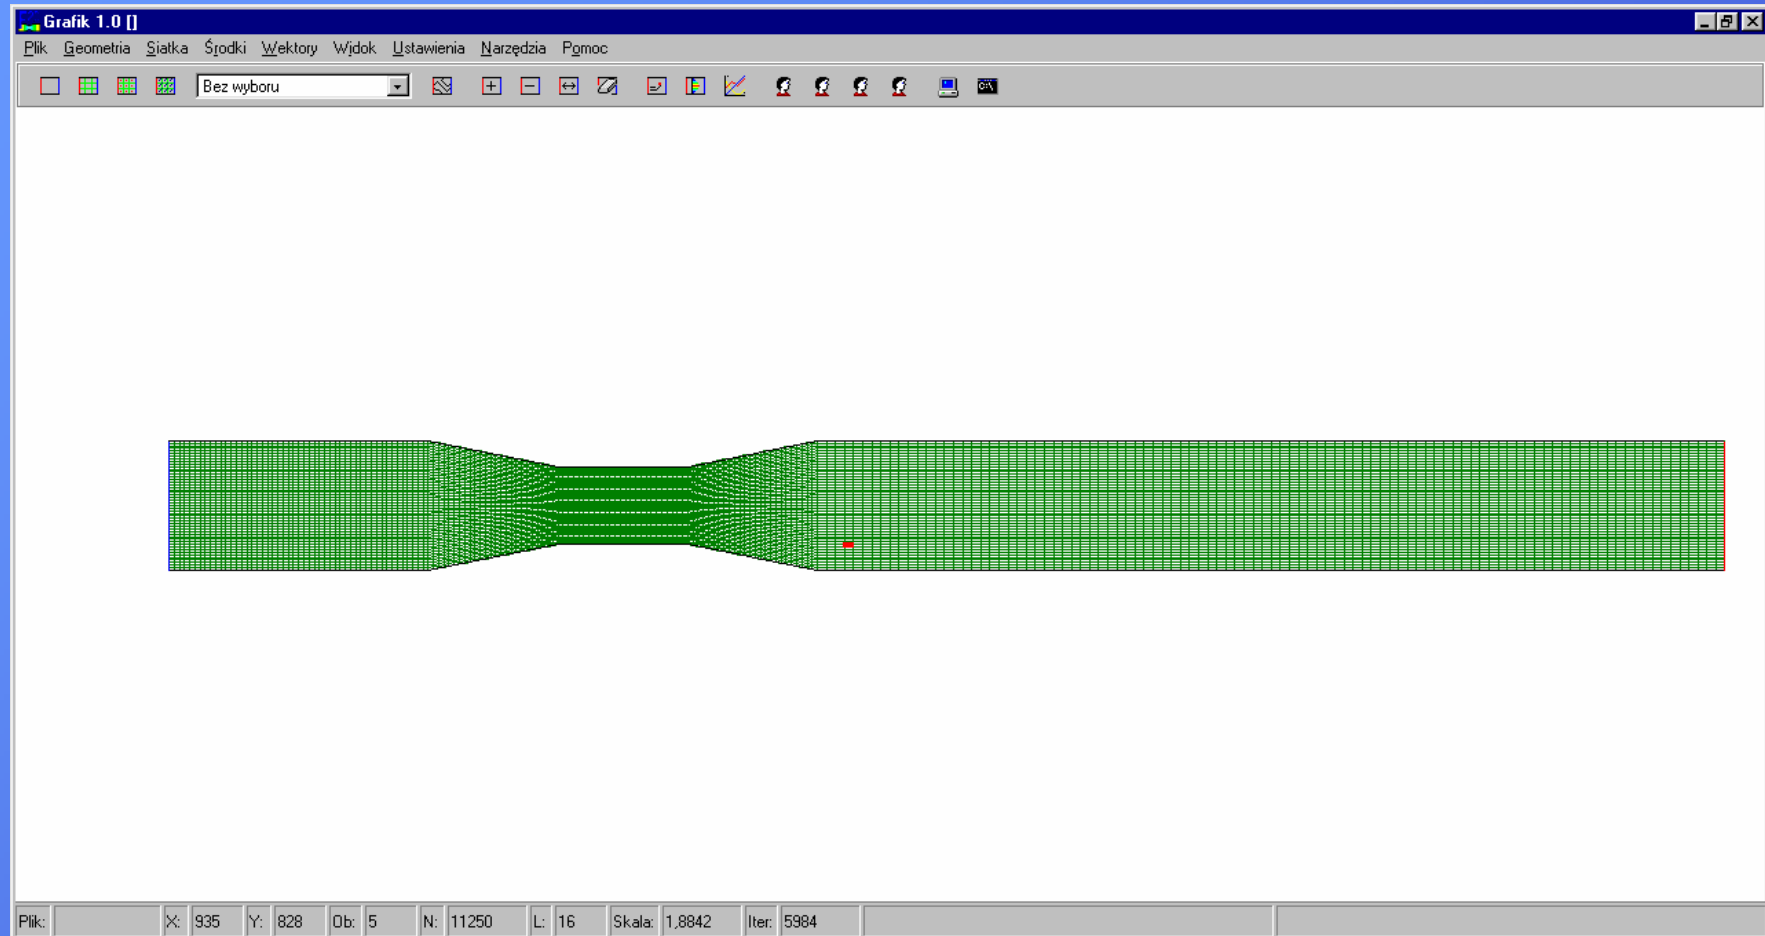 Grafik 1.0 []
Plik Geometria Siatka Środki Wektory Widok Ustawienia Narzędzia Pomoc
Bez wyboru
C:\
Plik: X: 935 Y: 828 Ob: 5 N: 11250 L: 16 Skala: 1,8842 Iter: 5984